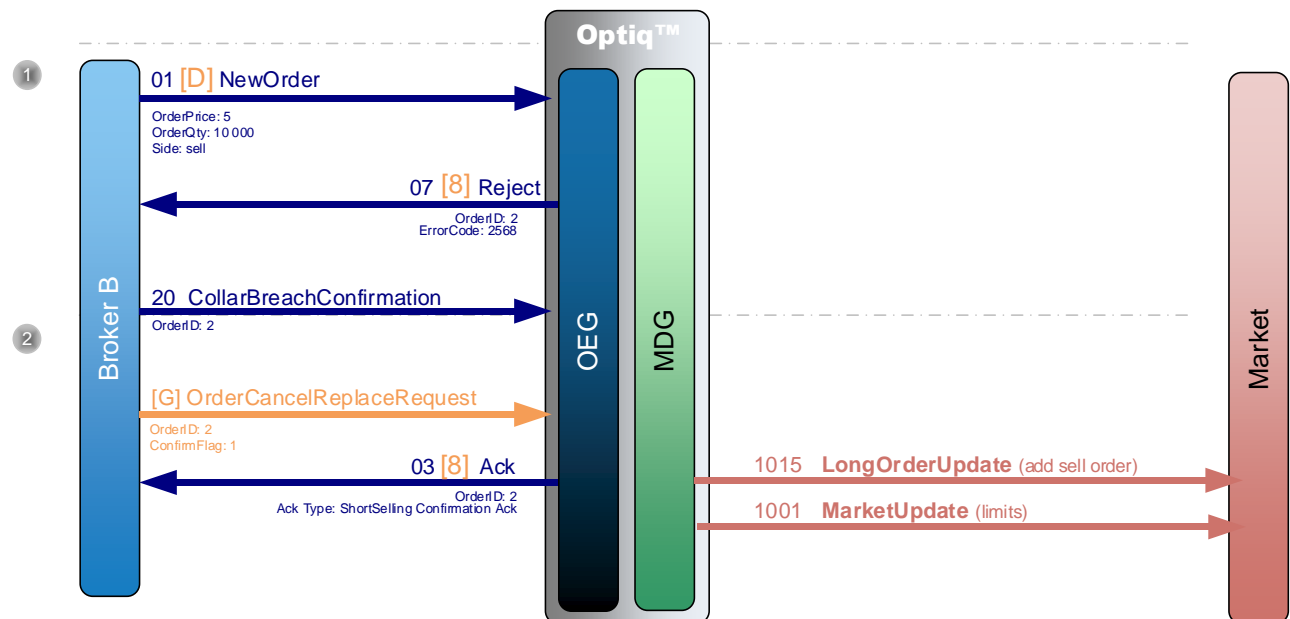 Optiq™
1
01 [D] NewOrder
OrderPrice: 5
OrderQty: 10 000
Side: sell
07 [8] Reject
OrderID: 2
ErrorCode: 2568
20 CollarBreachConfirmation
OrderID: 2
2
Broker B
OEG
MDG
Market
[G] OrderCancelReplaceRequest
OrderID: 2
ConfirmFlag: 1
03 [8] Ack
OrderID: 2
Ack Type: ShortSelling Confirmation Ack
1015 LongOrderUpdate (add sell order)
1001 MarketUpdate (limits)